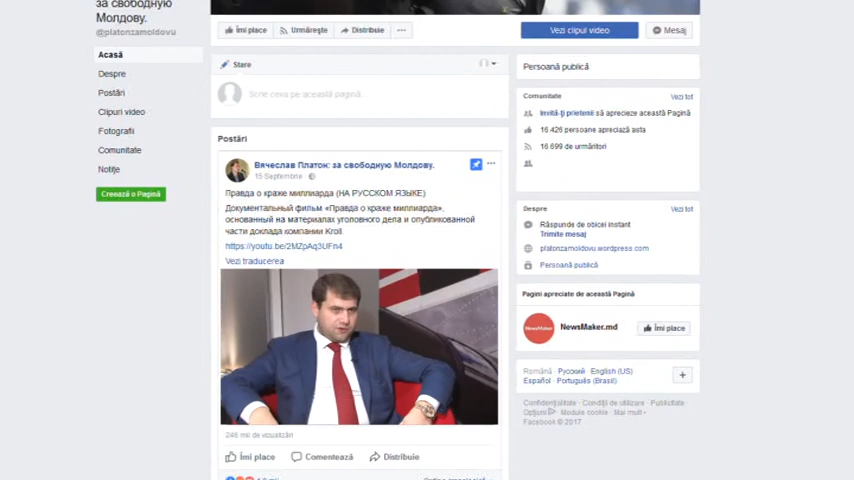 за свободную
Молдову.
@platonzamoldovu
Acasă
Despre
Postări
Clipuri video
Fotografii
Comunitate
Notițe
Creează o Pagină
Îmi place
Urmărește
Distribuie
Vezi clipul video
Mesaj
Stare
Scrie ceva pe această pagină.
Postări
Вячеслав Платон: за свободную Молдову.
15 Septembrie
Правда о краже миллиарда (НА РУССКОМ ЯЗЫКЕ)
Документальный фильм «Правда о краже миллиарда»,
основанный на материалах уголовного дела и опубликованной
части доклада компании Kroll
https://youtu.be/2MZpAq3UFn4
Vezi traducerea
246 mii de vizualizări
Îmi place
Comentează
Distribuie
Persoană publică
Comunitate
Vezi tot
Invită-ți prietenii să aprecieze această Pagină
16.426 persoane apreciază asta
16.699 de urmăritori
Despre
Vezi tot
Răspunde de obicei instant
Trimite mesaj
platonzamoldovu.wordpress.com
Persoană publică
Pagini apreciate de această Pagină
NewsMaker
NewsMaker.md
Îmi place
Română · Русский · English (US)
Español · Português (Brasil)
Confidențialitate · Condiții de utilizare · Publicitate ·
Opțiuni · Module cookie · Mai mult
Facebook © 2017